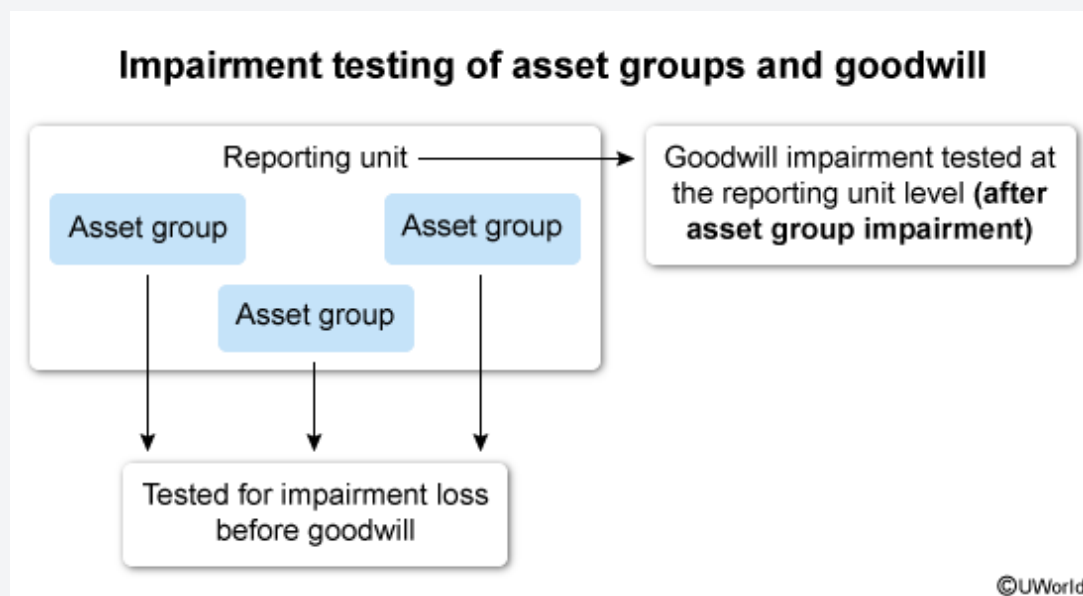 Impairment testing of asset groups and goodwill
Reporting unit
Goodwill impairment tested at
the reporting unit level (after
asset group impairment)
Asset group
Asset group
Asset group
Tested for impairment loss
before goodwill
©UWorld